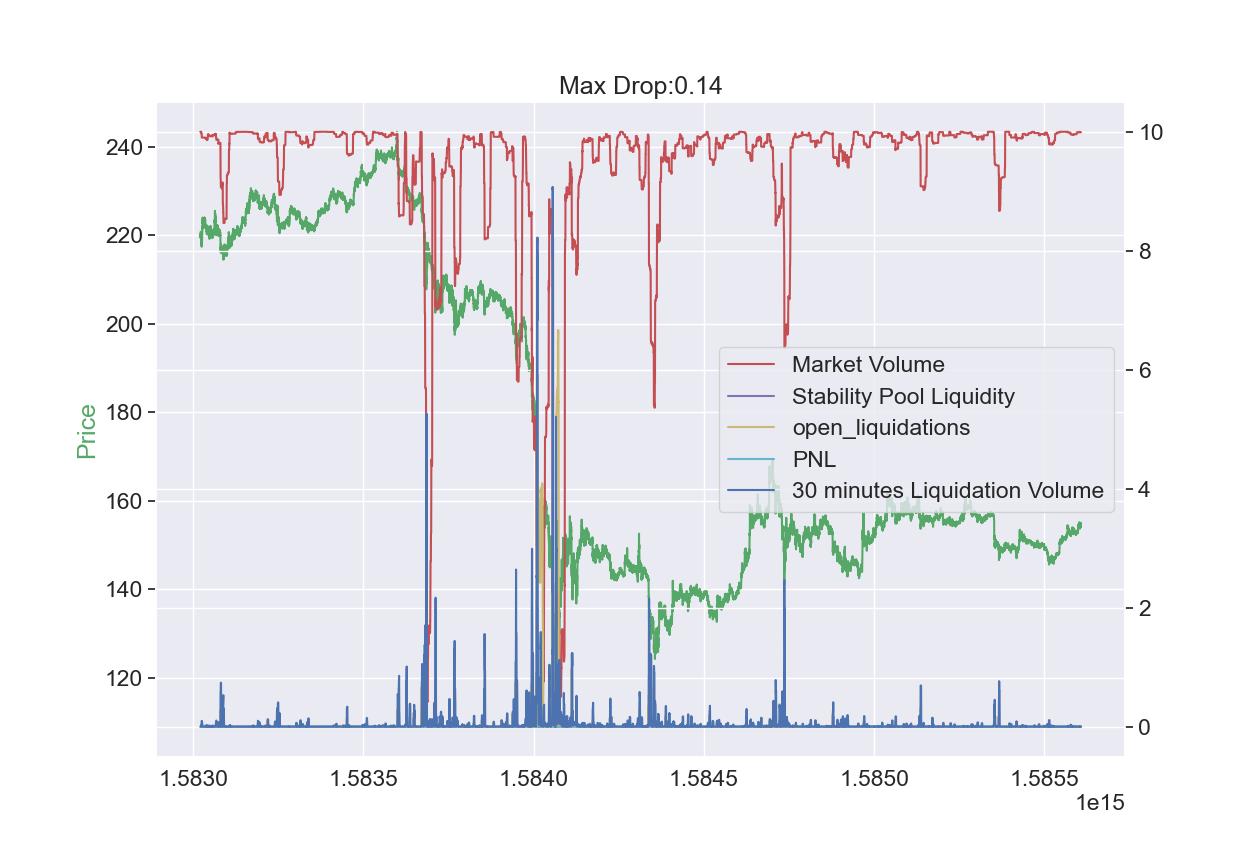 Max Drop:0.14
240
220
200
180
160
140
120
Price
10
8
6
4
2
0
Market Volume
Stability Pool Liquidity
open_liquidations
PNL
30 minutes Liquidation Volume
1.5830 1.5835 1.5840 1.5845 1.5850 1.5855
1e15